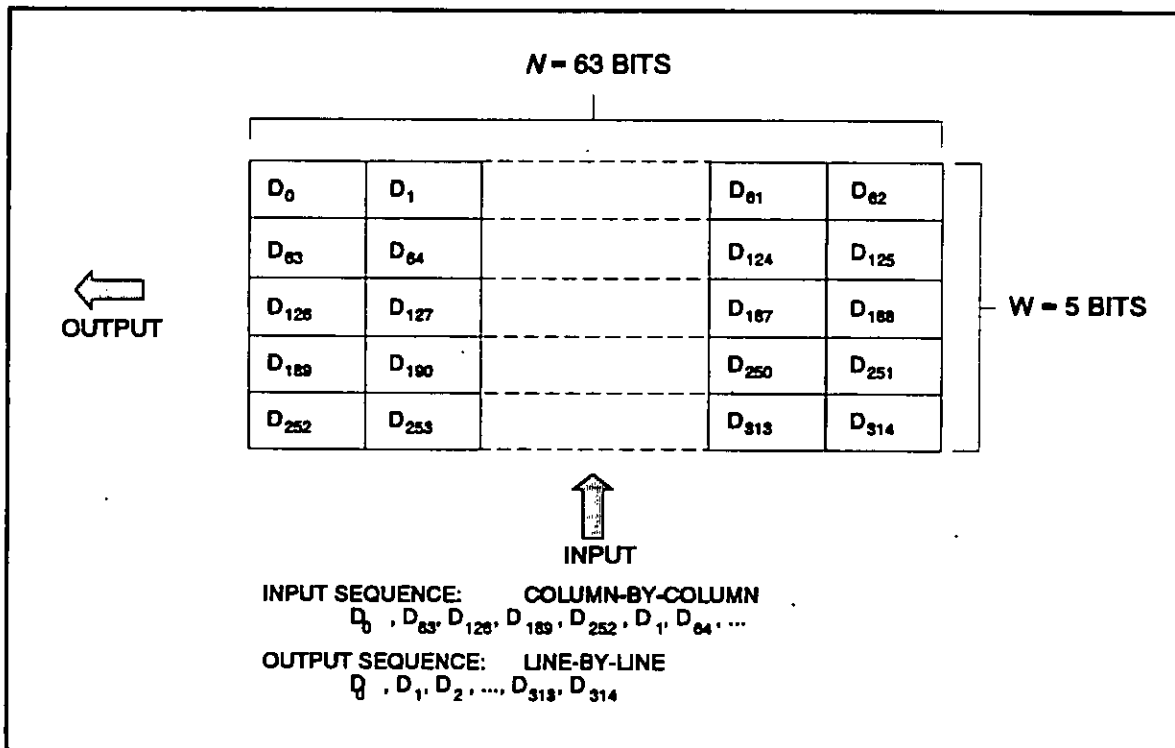 N = 63 BITS
D0 D1 D61 D62
D63 D64 D124 D125
D126 D127 D187 D188
D189 D190 D250 D251
D252 D253 D313 D314
OUTPUT
W = 5 BITS
INPUT
INPUT SEQUENCE: COLUMN-BY-COLUMN
D0 , D63, D126, D189, D252, D1, D64, ...
OUTPUT SEQUENCE: LINE-BY-LINE
D0 , D1, D2, ..., D313, D314